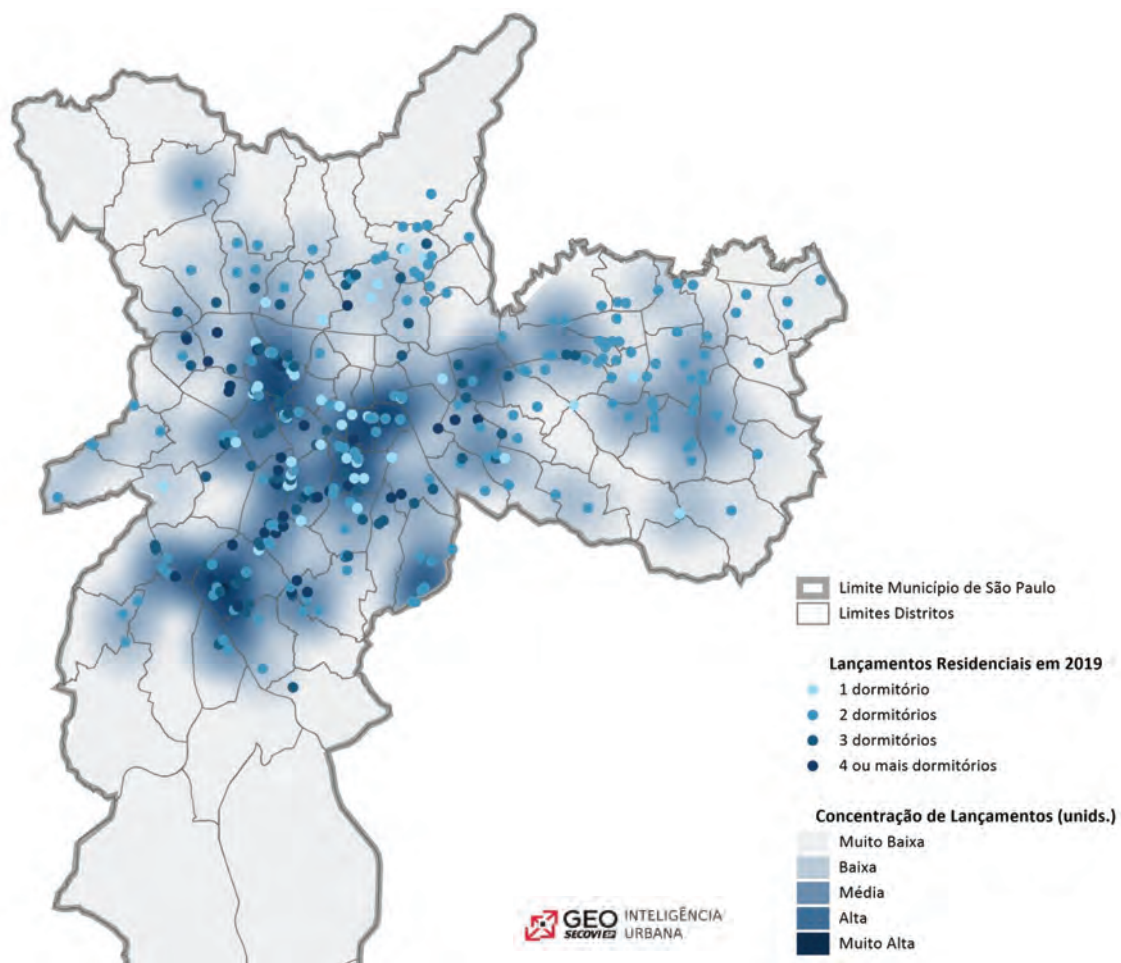 Limite Município de São Paulo
Limites Distritos
Lançamentos Residenciais em 2019
1 dormitório
2 dormitórios
3 dormitórios
4 ou mais dormitórios
Concentração de Lançamentos (unids.)
Muito Baixa
Baixa
Média
Alta
Muito Alta
GEO INTELIGÊNCIA
SECOVI SP URBANA